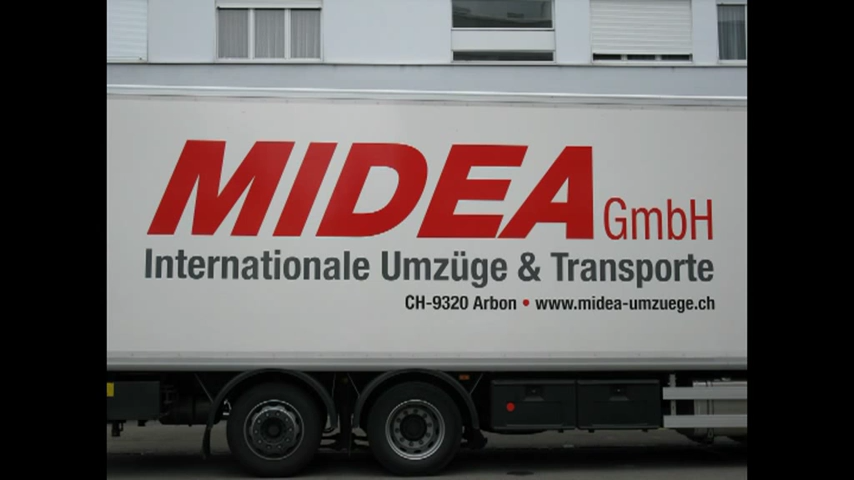 MIDEA GmbH
Internationale Umzüge & Transporte
CH-9320 Arbon • www.midea-umzuege.ch